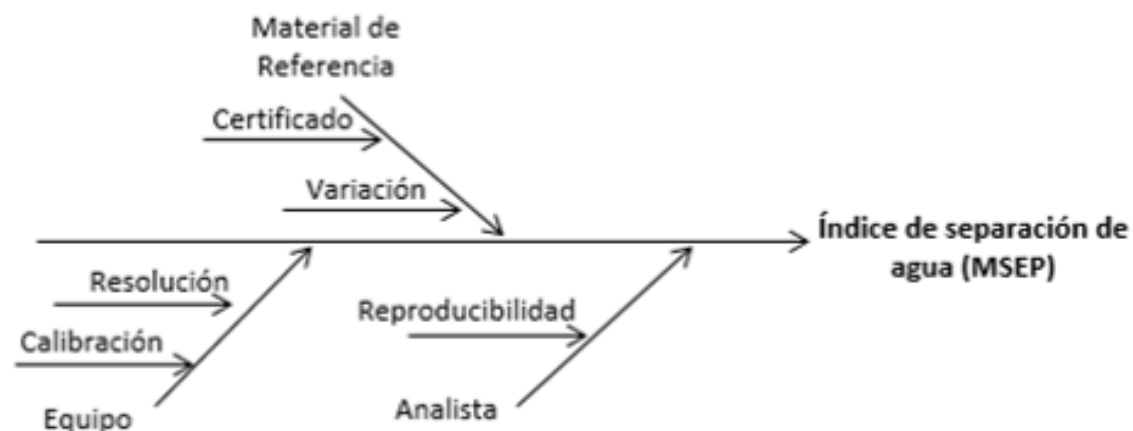 Material de
Referencia
Certificado
Variación
Índice de separación de
agua (MSEP)
Resolución
Reproducibilidad
Calibración
Analista
Equipo